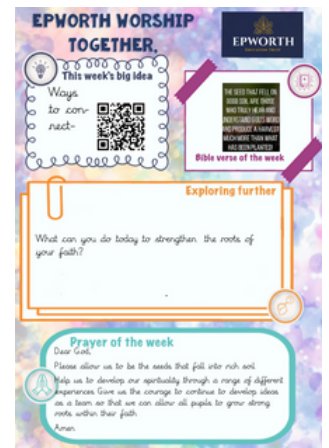 EPWORTH WORSHIP
TOGETHER.
EPWORTH
EDUCATION TRUST
This week's big idea
Ways
to con-
nect-
THE SEED THAT FELL ON
GOOD SOIL ARE THOSE
WHO TRULY HEAR AND
UNDERSTAND GOD'S WORD
AND PRODUCE A HARVEST
MUCH MORE THAN WHAT
HAS BEEN PLANTED
Bible verse of the week
Exploring further
What can you do today to strengthen the roots of
your faith?
Prayer of the week
Dear God,
Please allow us to be the seeds that fall into rich soil
Help us to develop our spirituality through a range of different
experiences Give us the courage to continue to develop ideas
as a team so that we can allow all pupils to grow strong
roots within their faith
Amen